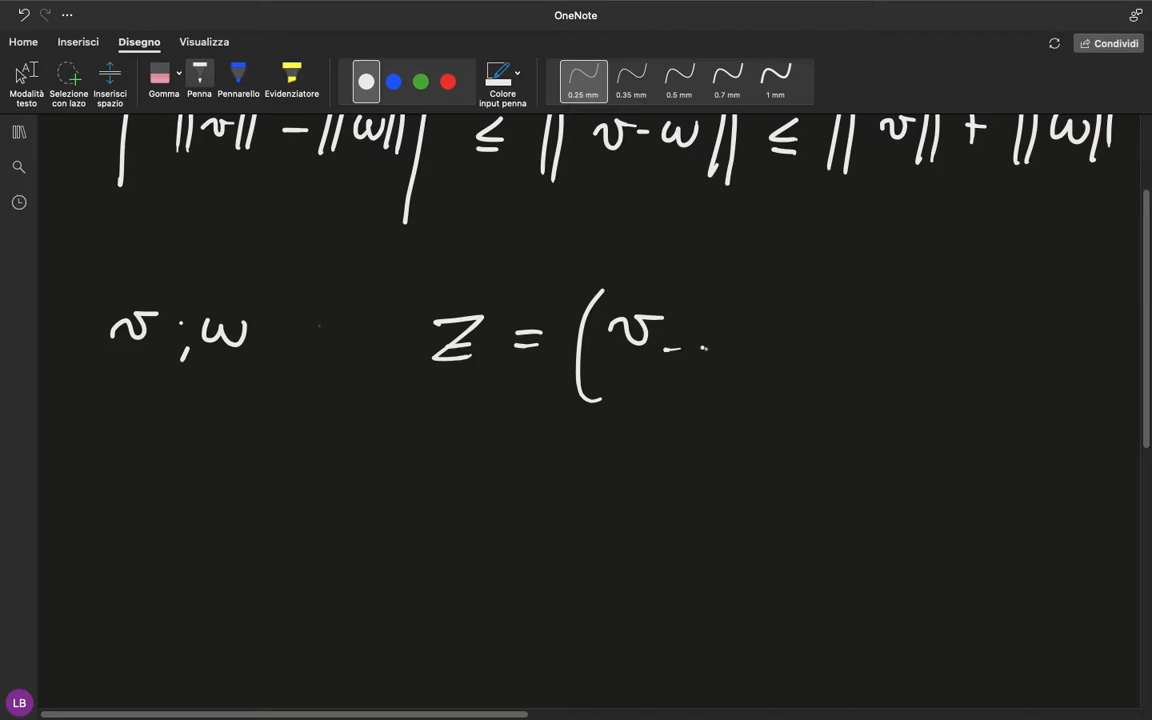 OneNote
Home Inserisci Disegno Visualizza
Condividi
Modalità testo
Selezione con lazo
Inserisci spazio
Gomma
Penna
Pennarello
Evidenziatore
Colore input penna
0.25 mm 0.35 mm 0.5 mm 0.7 mm 1 mm
| ||v|| - ||w|| | ≤ || v-w || ≤ || v || + || w ||
v ; w z = ( v -
LB